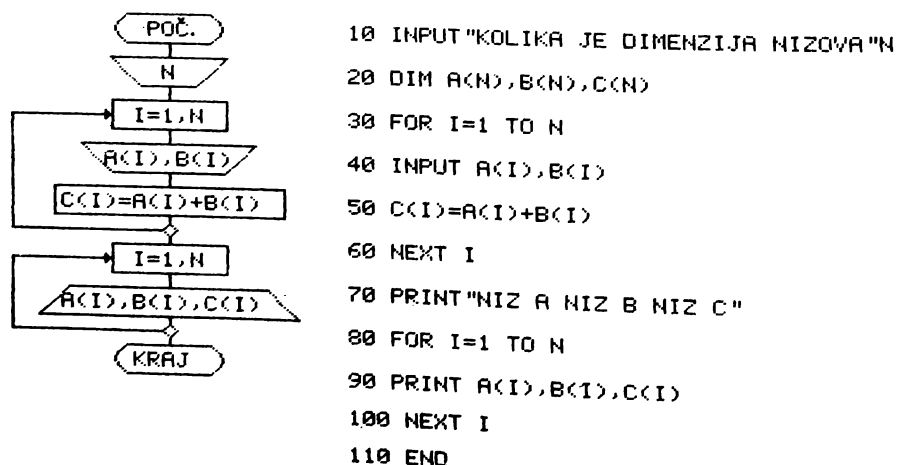 POČ.
N
I=1,N
A(I),B(I)
C(I)=A(I)+B(I)
I=1,N
A(I),B(I),C(I)
KRAJ
10 INPUT"KOLIKA JE DIMENZIJA NIZOVA"N
20 DIM A(N),B(N),C(N)
30 FOR I=1 TO N
40 INPUT A(I),B(I)
50 C(I)=A(I)+B(I)
60 NEXT I
70 PRINT"NIZ A NIZ B NIZ C"
80 FOR I=1 TO N
90 PRINT A(I),B(I),C(I)
100 NEXT I
110 END